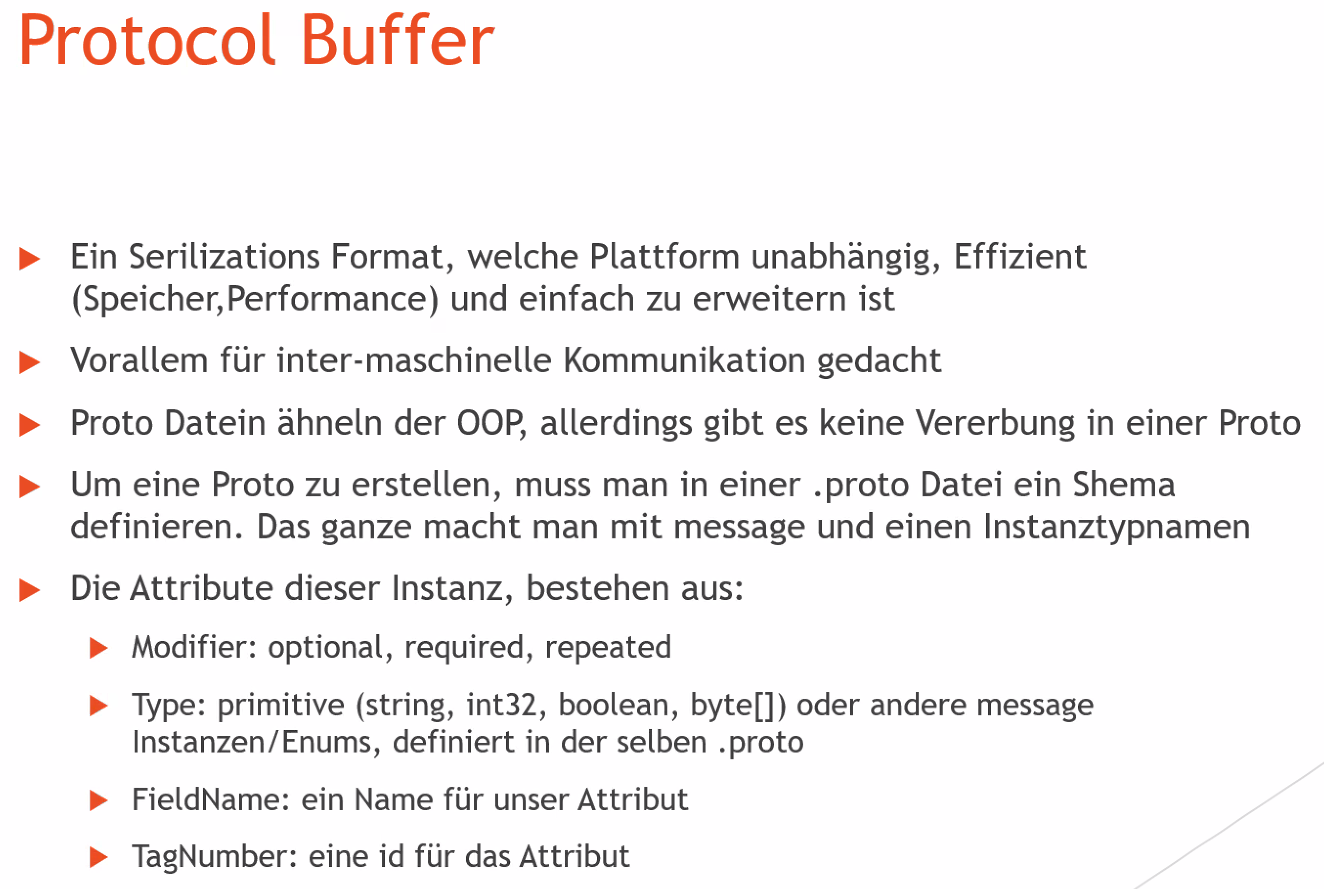 Protocol Buffer
Ein Serilizations Format, welche Plattform unabhängig, Effizient
(Speicher,Performance) und einfach zu erweitern ist
Vorallem für inter-maschinelle Kommunikation gedacht
Proto Datein ähneln der OOP, allerdings gibt es keine Vererbung in einer Proto
Um eine Proto zu erstellen, muss man in einer .proto Datei ein Shema
definieren. Das ganze macht man mit message und einen Instanztypnamen
Die Attribute dieser Instanz, bestehen aus:
Modifier: optional, required, repeated
Type: primitive (string, int32, boolean, byte[]) oder andere message
Instanzen/Enums, definiert in der selben .proto
FieldName: ein Name für unser Attribut
TagNumber: eine id für das Attribut